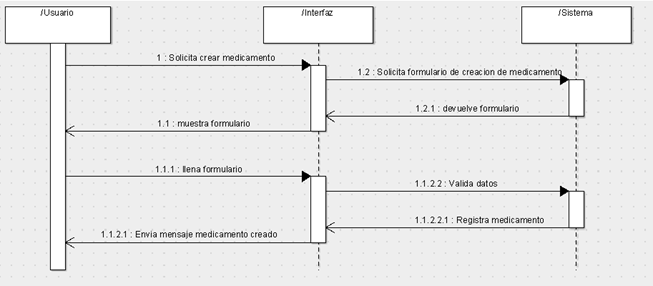 /Usuario
/Interfaz
/Sistema
1 : Solicita crear medicamento
1.2 : Solicita formulario de creacion de medicamento
1.2.1 : devuelve formulario
1.1 : muestra formulario
1.1.1 : llena formulario
1.1.2.2 : Valida datos
1.1.2.2.1 : Registra medicamento
1.1.2.1 : Envía mensaje medicamento creado